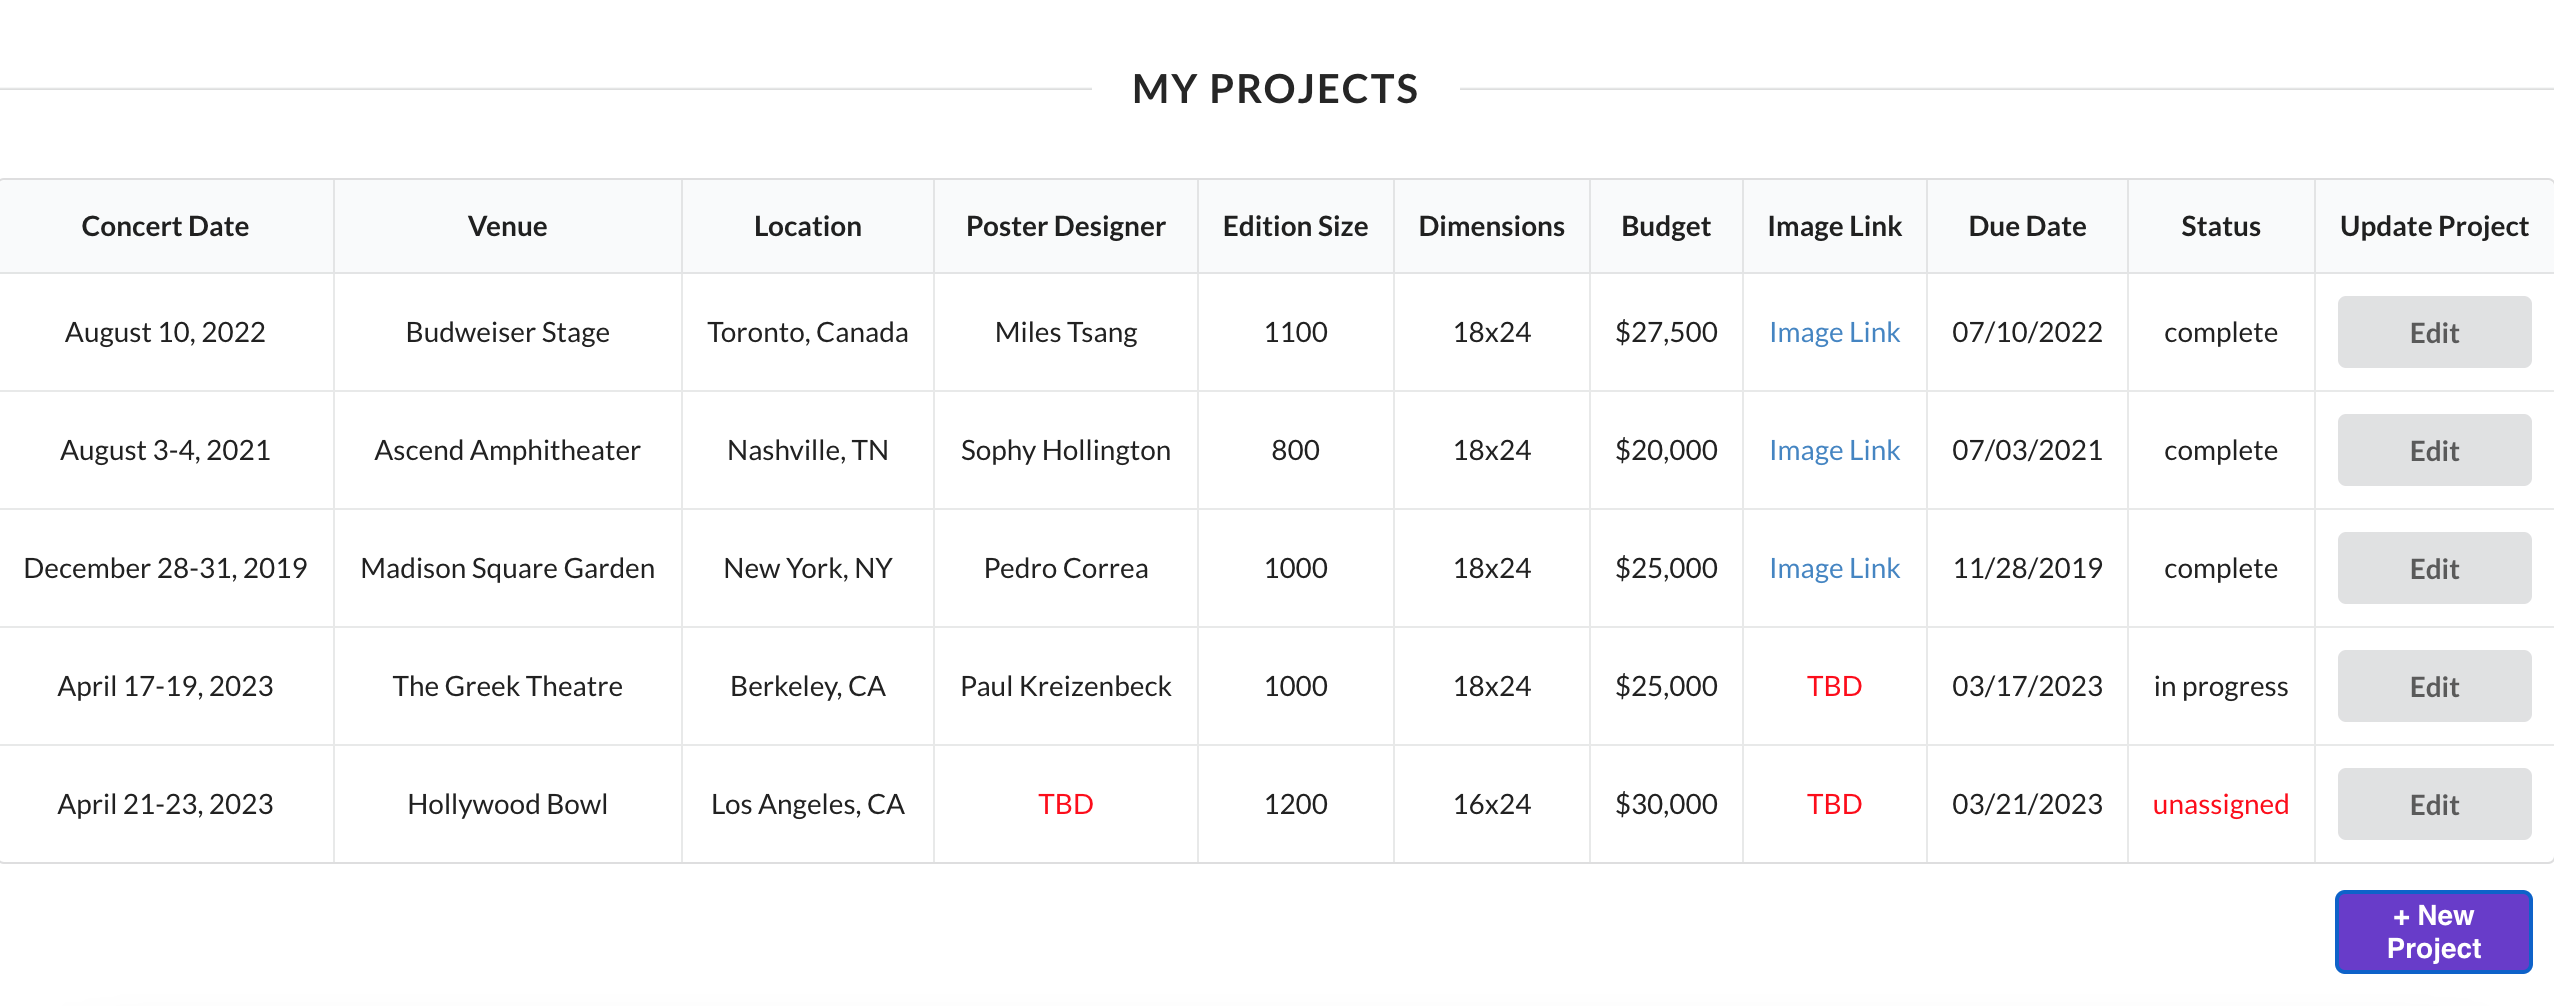 MY PROJECTS
Concert Date Venue Location Poster Designer Edition Size Dimensions Budget Image Link Due Date Status Update Project
August 10, 2022 Budweiser Stage Toronto, Canada Miles Tsang 1100 18x24 $27,500 Image Link 07/10/2022 complete Edit
August 3-4, 2021 Ascend Amphitheater Nashville, TN Sophy Hollington 800 18x24 $20,000 Image Link 07/03/2021 complete Edit
December 28-31, 2019 Madison Square Garden New York, NY Pedro Correa 1000 18x24 $25,000 Image Link 11/28/2019 complete Edit
April 17-19, 2023 The Greek Theatre Berkeley, CA Paul Kreizenbeck 1000 18x24 $25,000 TBD 03/17/2023 in progress Edit
April 21-23, 2023 Hollywood Bowl Los Angeles, CA TBD 1200 16x24 $30,000 TBD 03/21/2023 unassigned Edit
+ New
Project